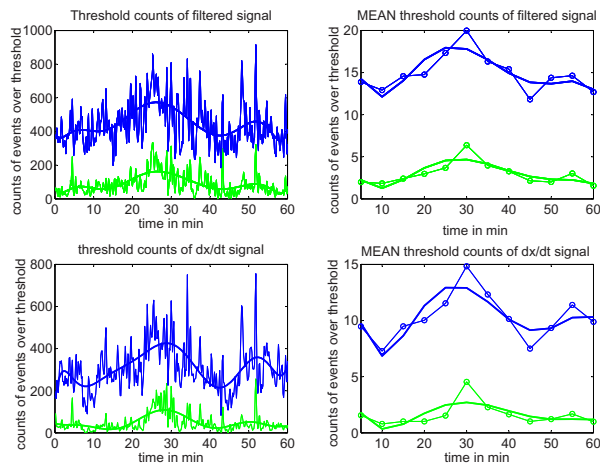 Threshold counts of filtered signal
counts of events over threshold
1000
800
600
400
200
0
0 10 20 30 40 50 60
time in min
MEAN threshold counts of filtered signal
counts of events over threshold
20
15
10
5
0
10 20 30 40 50 60
time in min
threshold counts of dx/dt signal
counts of events over threshold
800
600
400
200
0
0 10 20 30 40 50 60
time in min
MEAN threshold counts of dx/dt signal
counts of events over threshold
15
10
5
0
10 20 30 40 50 60
time in min